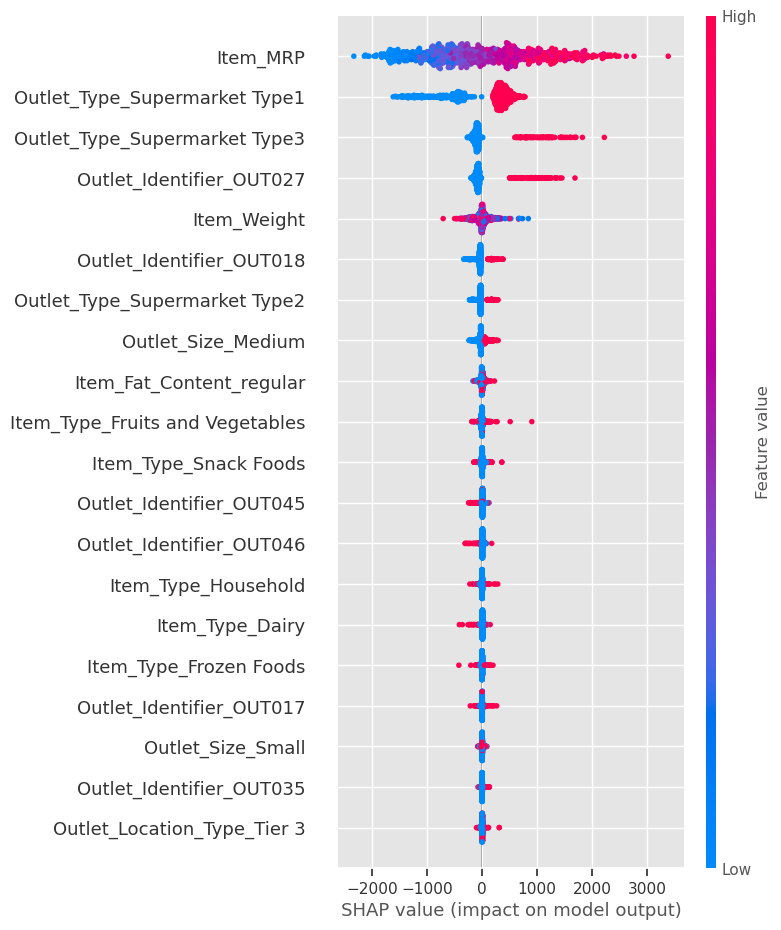 High
Item_MRP
Outlet_Type_Supermarket Type1
Outlet_Type_Supermarket Type3
Outlet_Identifier_OUT027
Item_Weight
Outlet_Identifier_OUT018
Outlet_Type_Supermarket Type2
Outlet_Size_Medium
Item_Fat_Content_regular
Item_Type_Fruits and Vegetables
Item_Type_Snack Foods
Outlet_Identifier_OUT045
Outlet_Identifier_OUT046
Item_Type_Household
Item_Type_Dairy
Item_Type_Frozen Foods
Outlet_Identifier_OUT017
Outlet_Size_Small
Outlet_Identifier_OUT035
Outlet_Location_Type_Tier 3
Feature value
Low
−2000 −1000 0 1000 2000 3000
SHAP value (impact on model output)